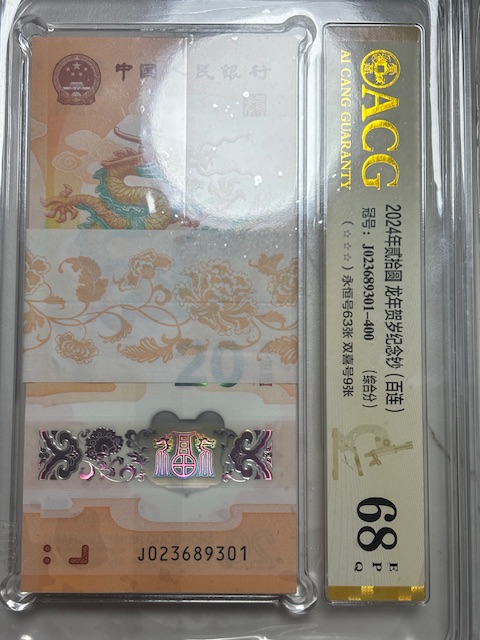 中国人民银行
20
J023689301
ACG
AI CANG GUARANTY
2024年贰拾圆 龙年贺岁纪念钞（百连）
冠号：J023689301-400 （综合分）
（☆☆☆）永恒号63张 双喜号9张
68
EPQ